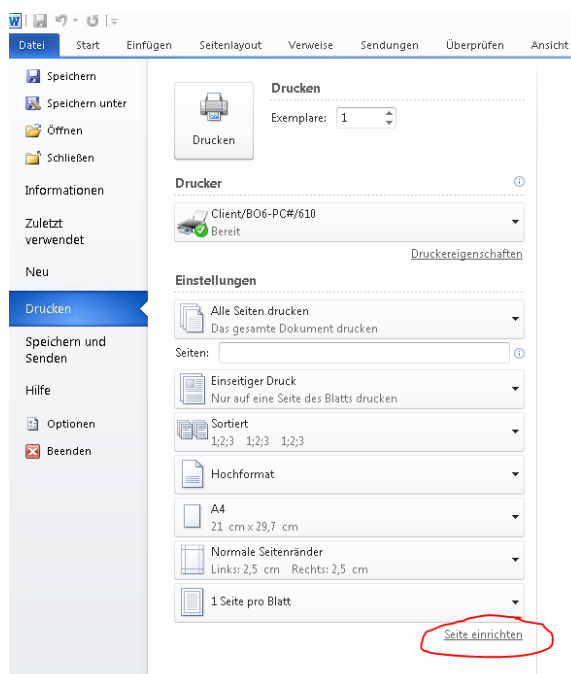 W
Datei Start Einfügen Seitenlayout Verweise Sendungen Überprüfen Ansicht
Speichern
Speichern unter
Öffnen
Schließen
Informationen
Zuletzt
verwendet
Neu
Drucken
Speichern und
Senden
Hilfe
Optionen
Beenden
Drucken
Drucken
Exemplare: 1
Drucker
Client/BO6-PC#/610
Bereit
Druckereigenschaften
Einstellungen
Alle Seiten drucken
Das gesamte Dokument drucken
Seiten:
Einseitiger Druck
Nur auf eine Seite des Blatts drucken
Sortiert
1;2;3 1;2;3 1;2;3
Hochformat
A4
21 cm x 29,7 cm
Normale Seitenränder
Links: 2,5 cm Rechts: 2,5 cm
1 Seite pro Blatt
Seite einrichten